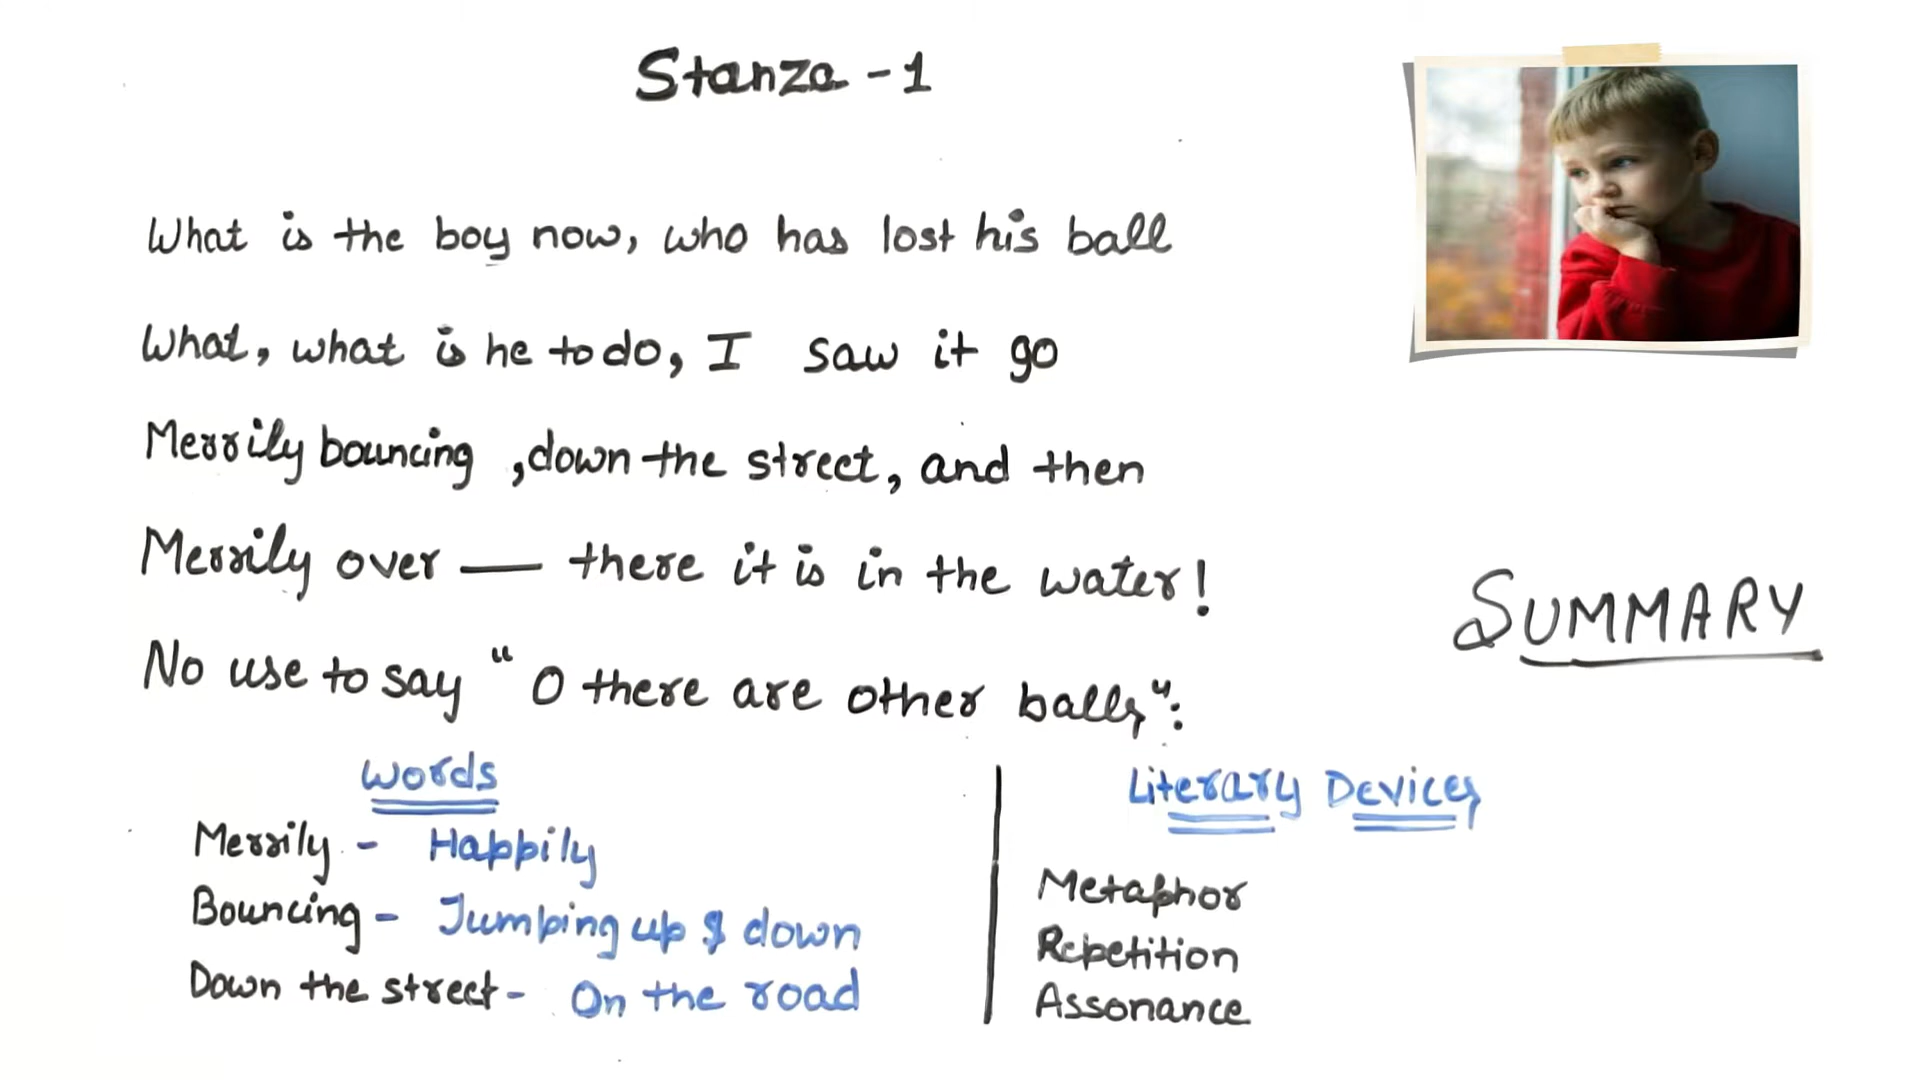 Stanza - 1
What is the boy now, who has lost his ball
What, what is he to do, I saw it go
Merrily bouncing, down the street, and then
Merrily over — there it is in the water!
SUMMARY
No use to say "O there are other balls":
Words
Merrily - Happily
Bouncing - Jumping up & down
Down the street - On the road
Literary Devices
Metaphor
Repetition
Assonance